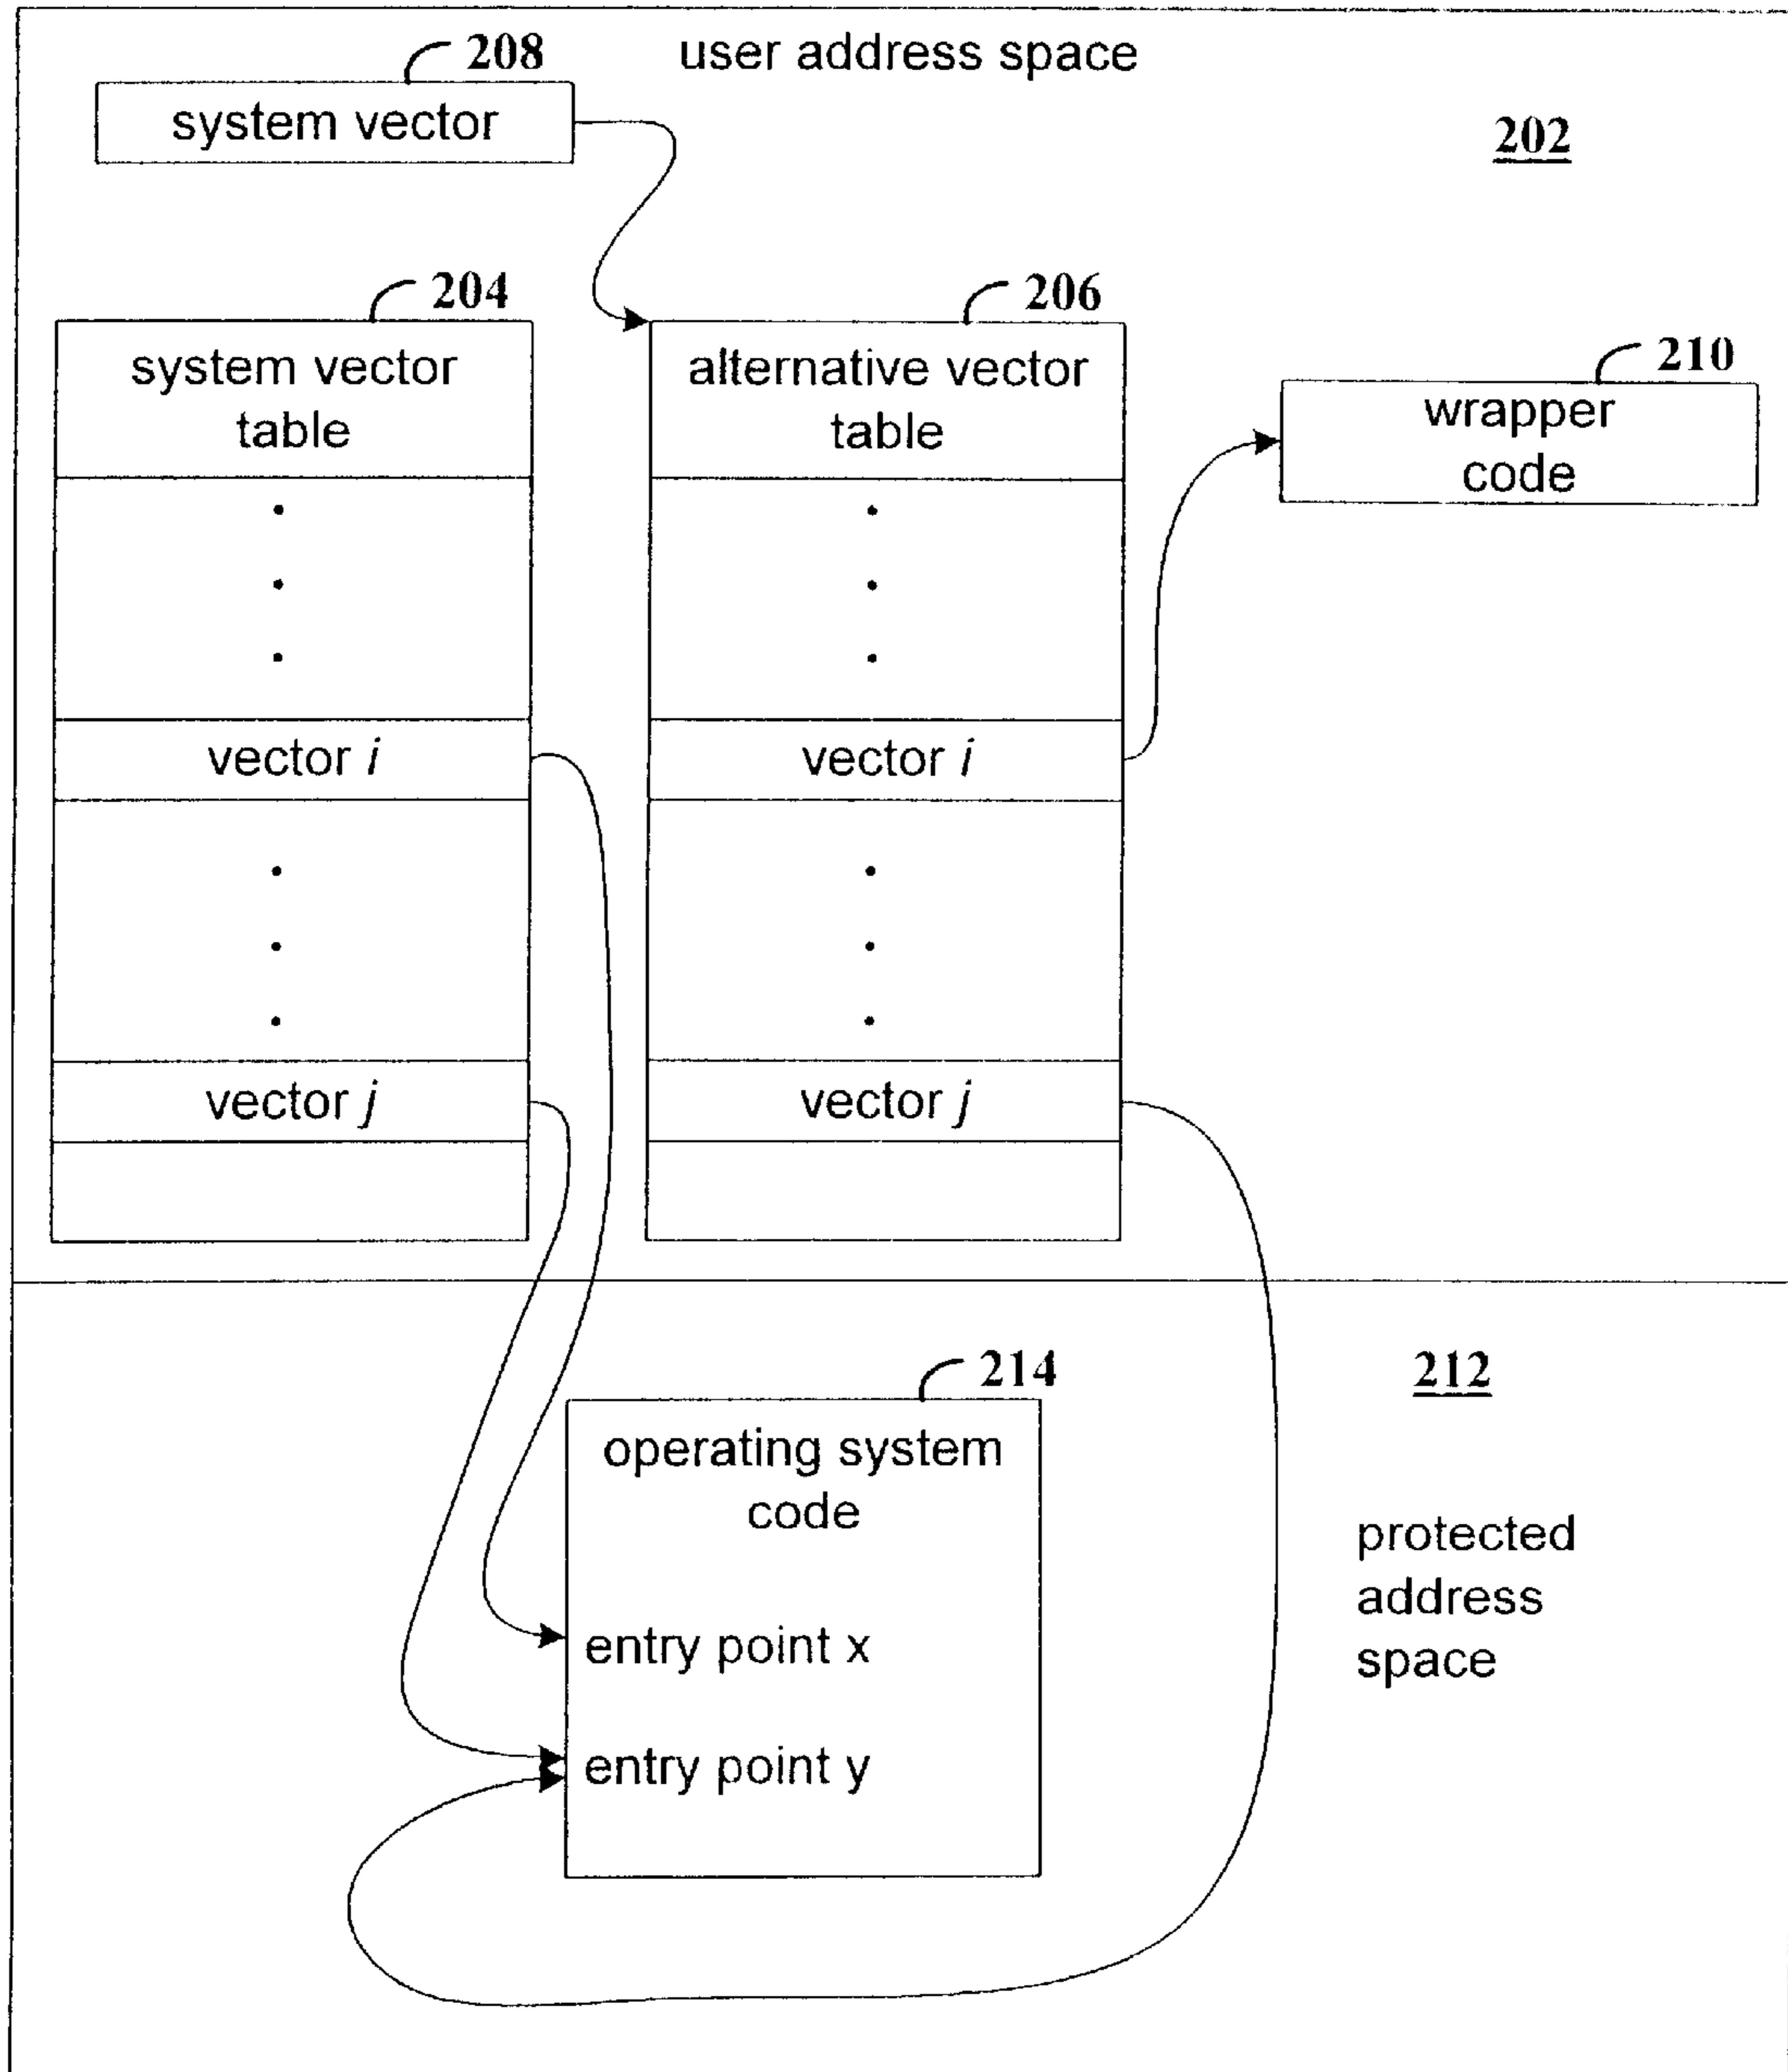 208
user address space
system vector
202
204
206
system vector
table
alternative vector
table
210
wrapper
code
vector i
vector i
vector j
vector j
214
212
operating system
code
protected
address
space
entry point x
entry point y